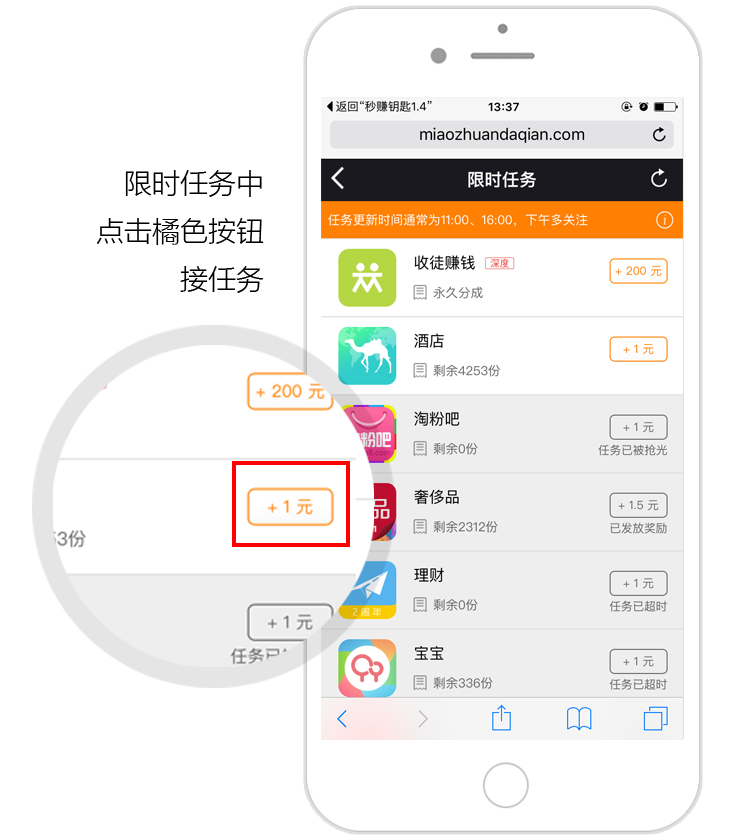 限时任务中
点击橘色按钮
接任务
返回“秒赚钥匙1.4”
13:37
miaozhuandaqian.com
限时任务
任务更新时间通常为11:00、16:00，下午多关注
收徒赚钱
深度
+ 200 元
永久分成
酒店
+ 1 元
剩余4253份
淘粉吧
+ 1 元
剩余0份
任务已被抢光
粉吧
奢侈品
+ 1.5 元
剩余2312份
已发放奖励
品
理财
+ 1 元
剩余0份
任务已超时
2周年
宝宝
+ 1 元
剩余336份
任务已超时
+ 200 元
+ 1 元
53份
+ 1 元
任务已